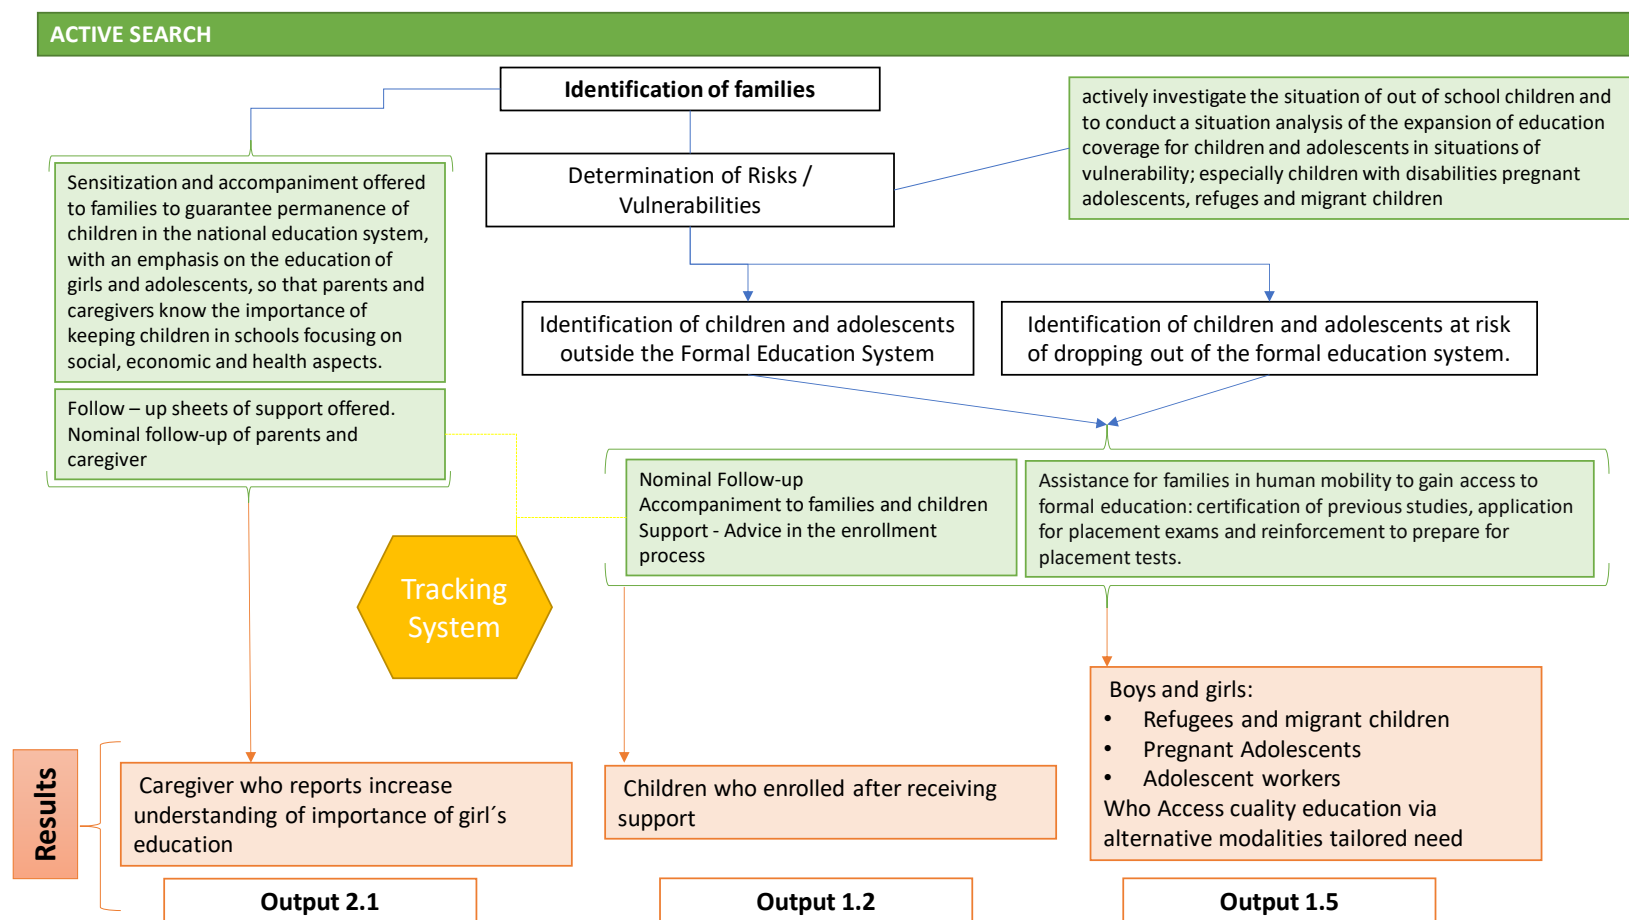 ACTIVE SEARCH
Identification of families
actively investigate the situation of out of school children and
to conduct a situation analysis of the expansion of education
coverage for children and adolescents in situations of
vulnerability; especially children with disabilities pregnant
adolescents, refuges and migrant children
Determination of Risks /
Vulnerabilities
Sensitization and accompaniment offered
to families to guarantee permanence of
children in the national education system,
with an emphasis on the education of
girls and adolescents, so that parents and
caregivers know the importance of
keeping children in schools focusing on
social, economic and health aspects.
Identification of children and adolescents
outside the Formal Education System
Identification of children and adolescents at risk
of dropping out of the formal education system.
Follow – up sheets of support offered.
Nominal follow-up of parents and
caregiver
Nominal Follow-up
Accompaniment to families and children
Support - Advice in the enrollment
process
Assistance for families in human mobility to gain access to
formal education: certification of previous studies, application
for placement exams and reinforcement to prepare for
placement tests.
Tracking
System
Results
Caregiver who reports increase
understanding of importance of girl´s
education
Children who enrolled after receiving
support
Boys and girls:
• Refugees and migrant children
• Pregnant Adolescents
• Adolescent workers
Who Access cuality education via
alternative modalities tailored need
Output 2.1
Output 1.2
Output 1.5